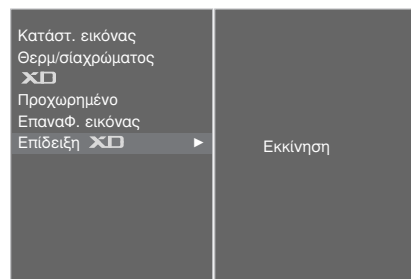 Κατάστ. εικόνας
Θερμ/σίαχρώματος
XD
Προχωρημένο
ΕπαναΦ. εικόνας
Επίδειξη XD ►
Εκκίνηση